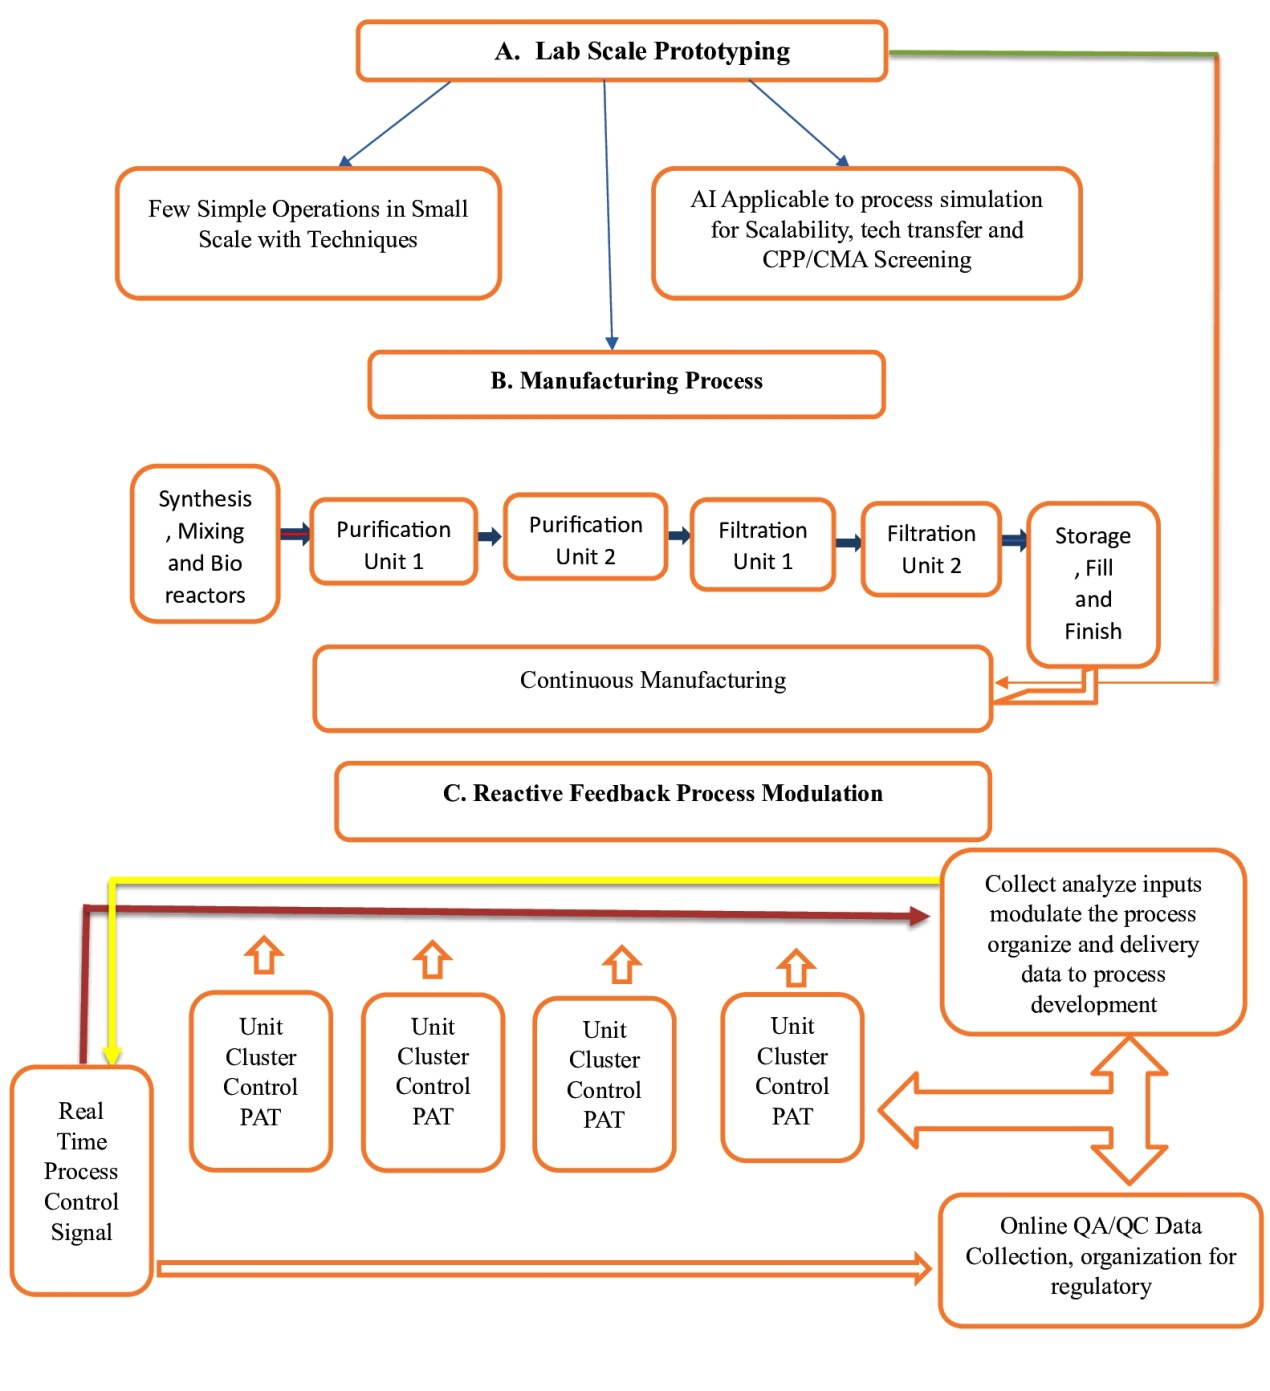 A. Lab Scale Prototyping
Few Simple Operations in Small
Scale with Techniques
AI Applicable to process simulation
for Scalability, tech transfer and
CPP/CMA Screening
B. Manufacturing Process
Synthesis
, Mixing
and Bio
reactors
Purification
Unit 1
Purification
Unit 2
Filtration
Unit 1
Filtration
Unit 2
Storage
, Fill
and
Finish
Continuous Manufacturing
C. Reactive Feedback Process Modulation
Collect analyze inputs
modulate the process
organize and delivery
data to process
development
Unit
Cluster
Control
PAT
Unit
Cluster
Control
PAT
Unit
Cluster
Control
PAT
Unit
Cluster
Control
PAT
Real
Time
Process
Control
Signal
Online QA/QC Data
Collection, organization for
regulatory